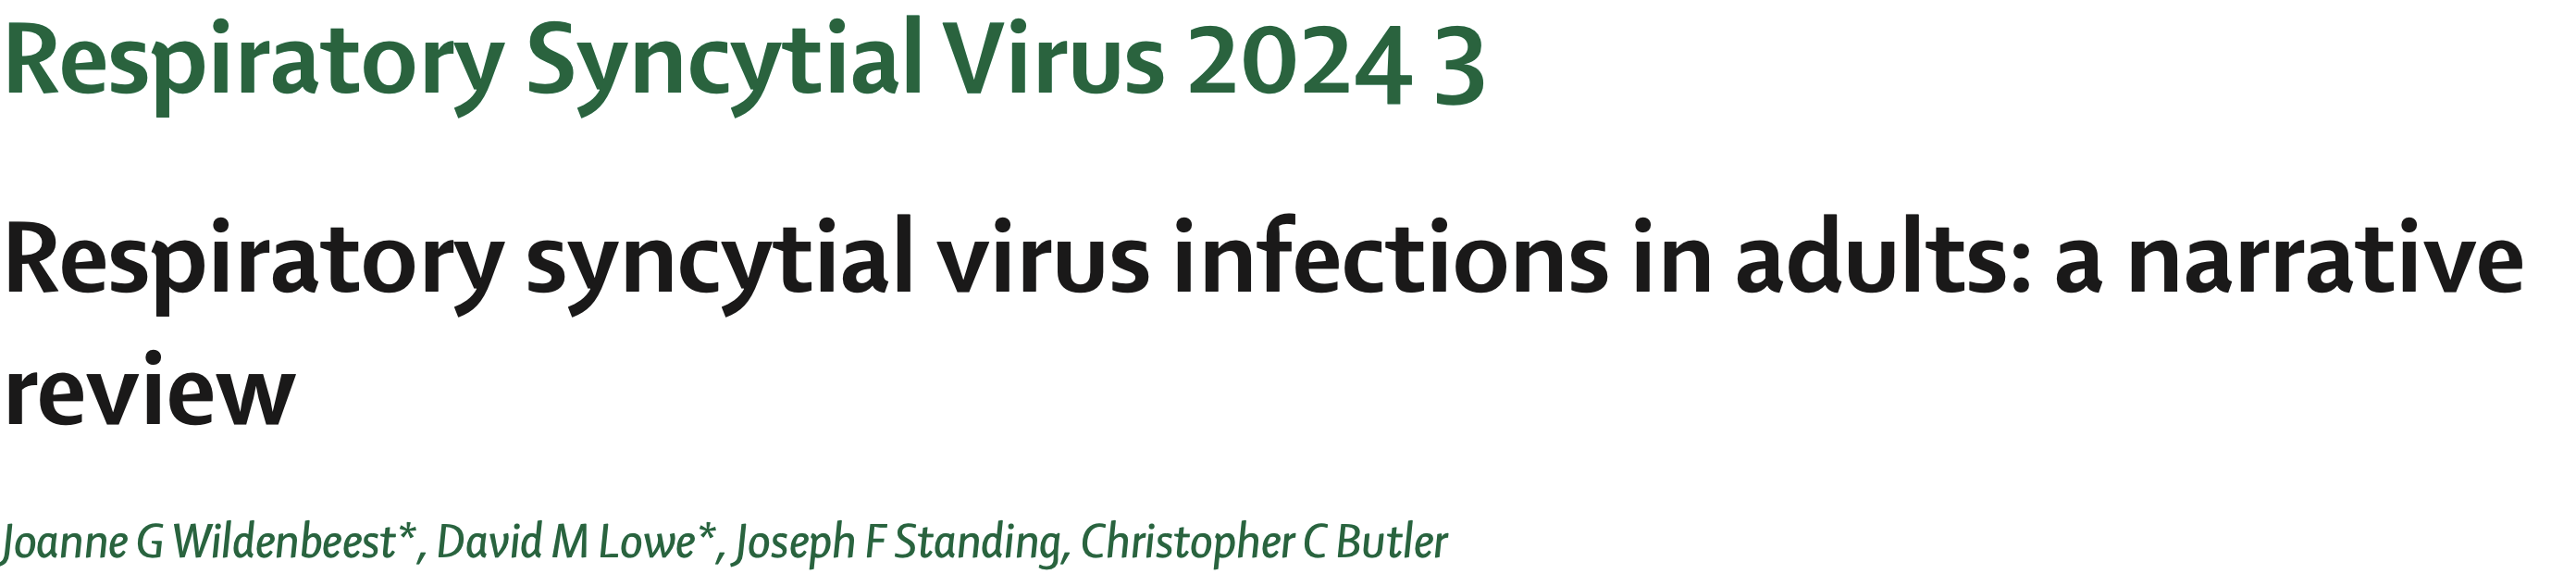 Respiratory Syncytial Virus 2024 3
Respiratory syncytial virus infections in adults: a narrative
review
Joanne G Wildenbeest*, David M Lowe*, Joseph F Standing, Christopher C Butler